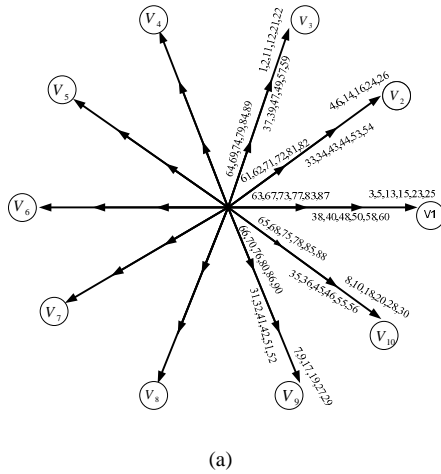 V₄
V₃
1,2,11,12,21,22
37,39,47,49,57,59
64,69,74,79,84,89
V₅
V₂
4,6,14,16,24,26
33,34,43,44,53,54
61,62,71,72,81,82
V₆
63,67,73,77,83,87
3,5,13,15,23,25
38,40,48,50,58,60
V1
65,68,75,78,85,88
8,10,18,20,28,30
35,36,45,46,55,56
66,70,76,80,86,90
31,32,41,42,51,52
7,9,17,19,27,29
V₇
V₁₀
V₈
V₉
(a)